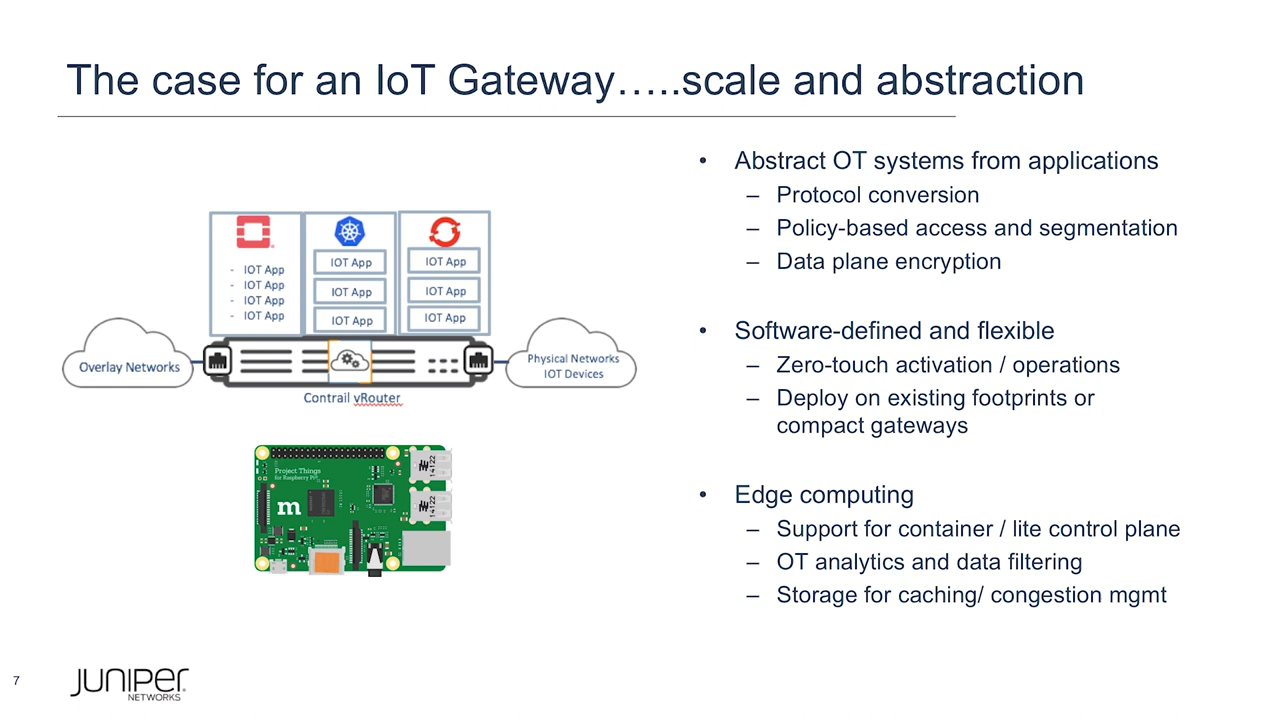 The case for an IoT Gateway…..scale and abstraction
- IOT App
- IOT App
- IOT App
- IOT App
IOT App
IOT App
IOT App
IOT App
IOT App
IOT App
Overlay Networks
Physical Networks
IOT Devices
Contrail vRouter
Project Things
for Raspberry Pi
m
14122
14122
• Abstract OT systems from applications
– Protocol conversion
– Policy-based access and segmentation
– Data plane encryption
• Software-defined and flexible
– Zero-touch activation / operations
– Deploy on existing footprints or
compact gateways
• Edge computing
– Support for container / lite control plane
– OT analytics and data filtering
– Storage for caching/ congestion mgmt
7
JUNIPER
NETWORKS